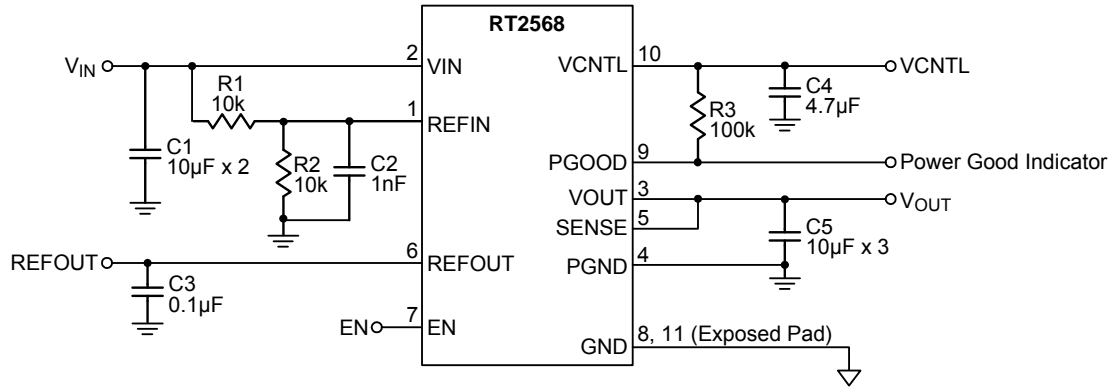 RT2568
VIN
2
VIN
VCNTL
10
VCNTL
R1
10k
C4
4.7µF
R3
100k
1
REFIN
C1
10µF x 2
R2
10k
C2
1nF
PGOOD
9
Power Good Indicator
VOUT
3
VOUT
SENSE
5
C5
10µF x 3
REFOUT
6
REFOUT
PGND
4
C3
0.1µF
EN
7
EN
GND
8, 11 (Exposed Pad)